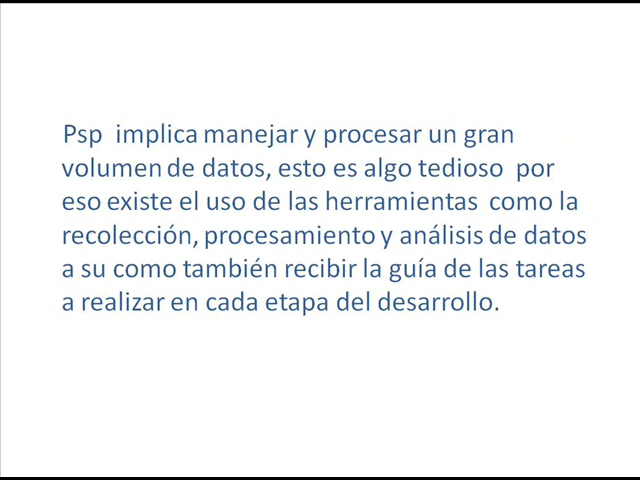 Psp implica manejar y procesar un gran
volumen de datos, esto es algo tedioso por
eso existe el uso de las herramientas como la
recolección, procesamiento y análisis de datos
a su como también recibir la guía de las tareas
a realizar en cada etapa del desarrollo.